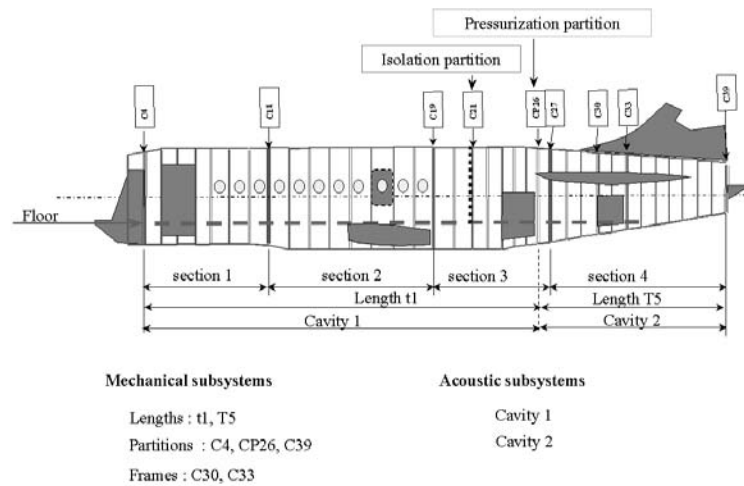 Pressurization partition
Isolation partition
C4
C14
C19
C21
CP26
C27
C30
C33
C39
Floor
section 1
section 2
section 3
section 4
Length t1
Length T5
Cavity 1
Cavity 2
Mechanical subsystems
Acoustic subsystems
Lengths : t1, T5
Cavity 1
Partitions : C4, CP26, C39
Cavity 2
Frames : C30, C33